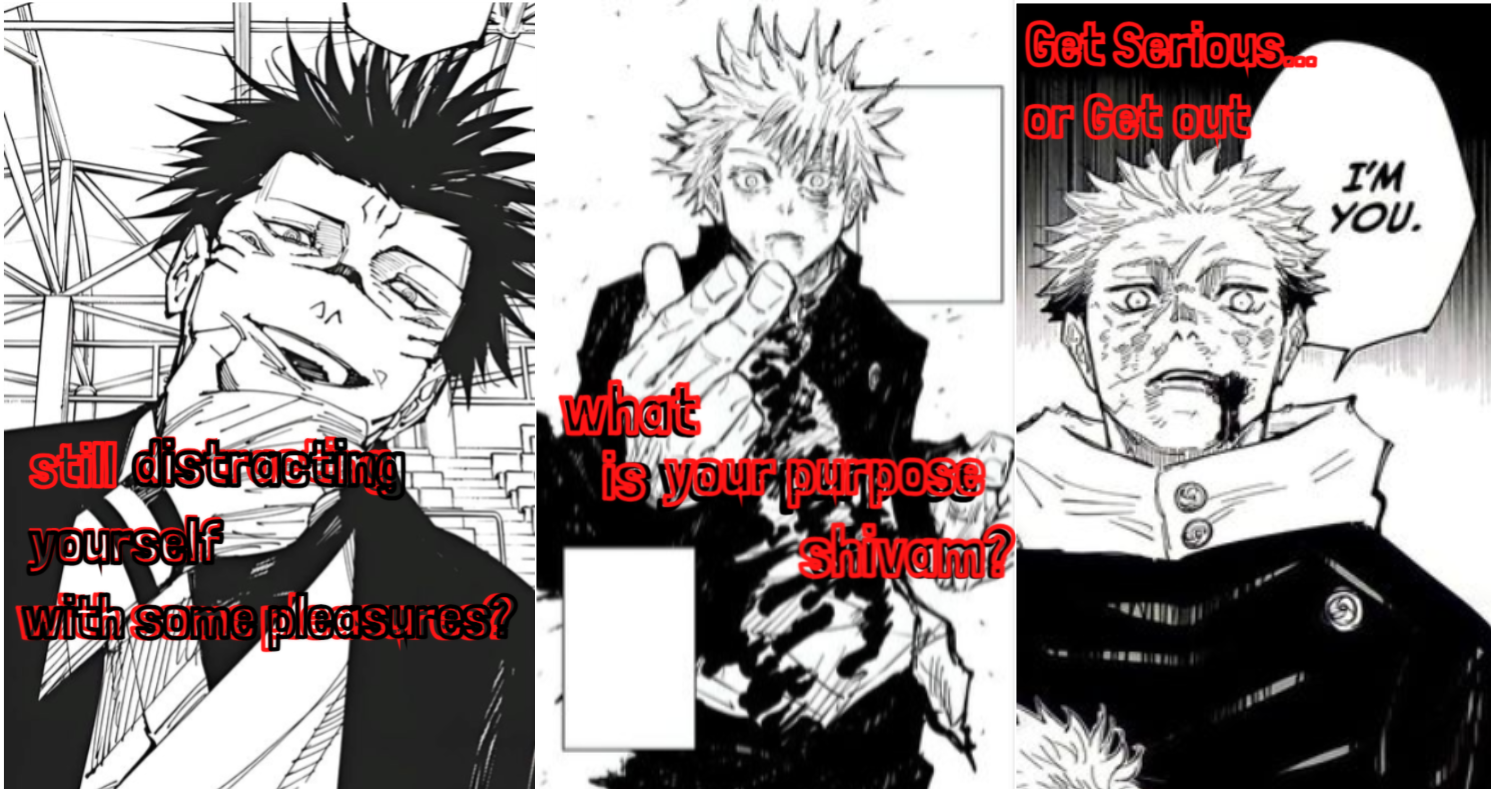 still distracting
yourself
with some pleasures?
what
is your purpose
shivam?
Get Serious...
or Get out
I'M
YOU.